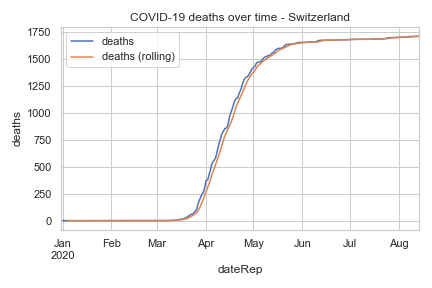 COVID-19 deaths over time - Switzerland
deaths
deaths (rolling)
1750
1500
1250
1000
750
500
250
0
deaths
Jan Feb Mar Apr May Jun Jul Aug
2020
dateRep